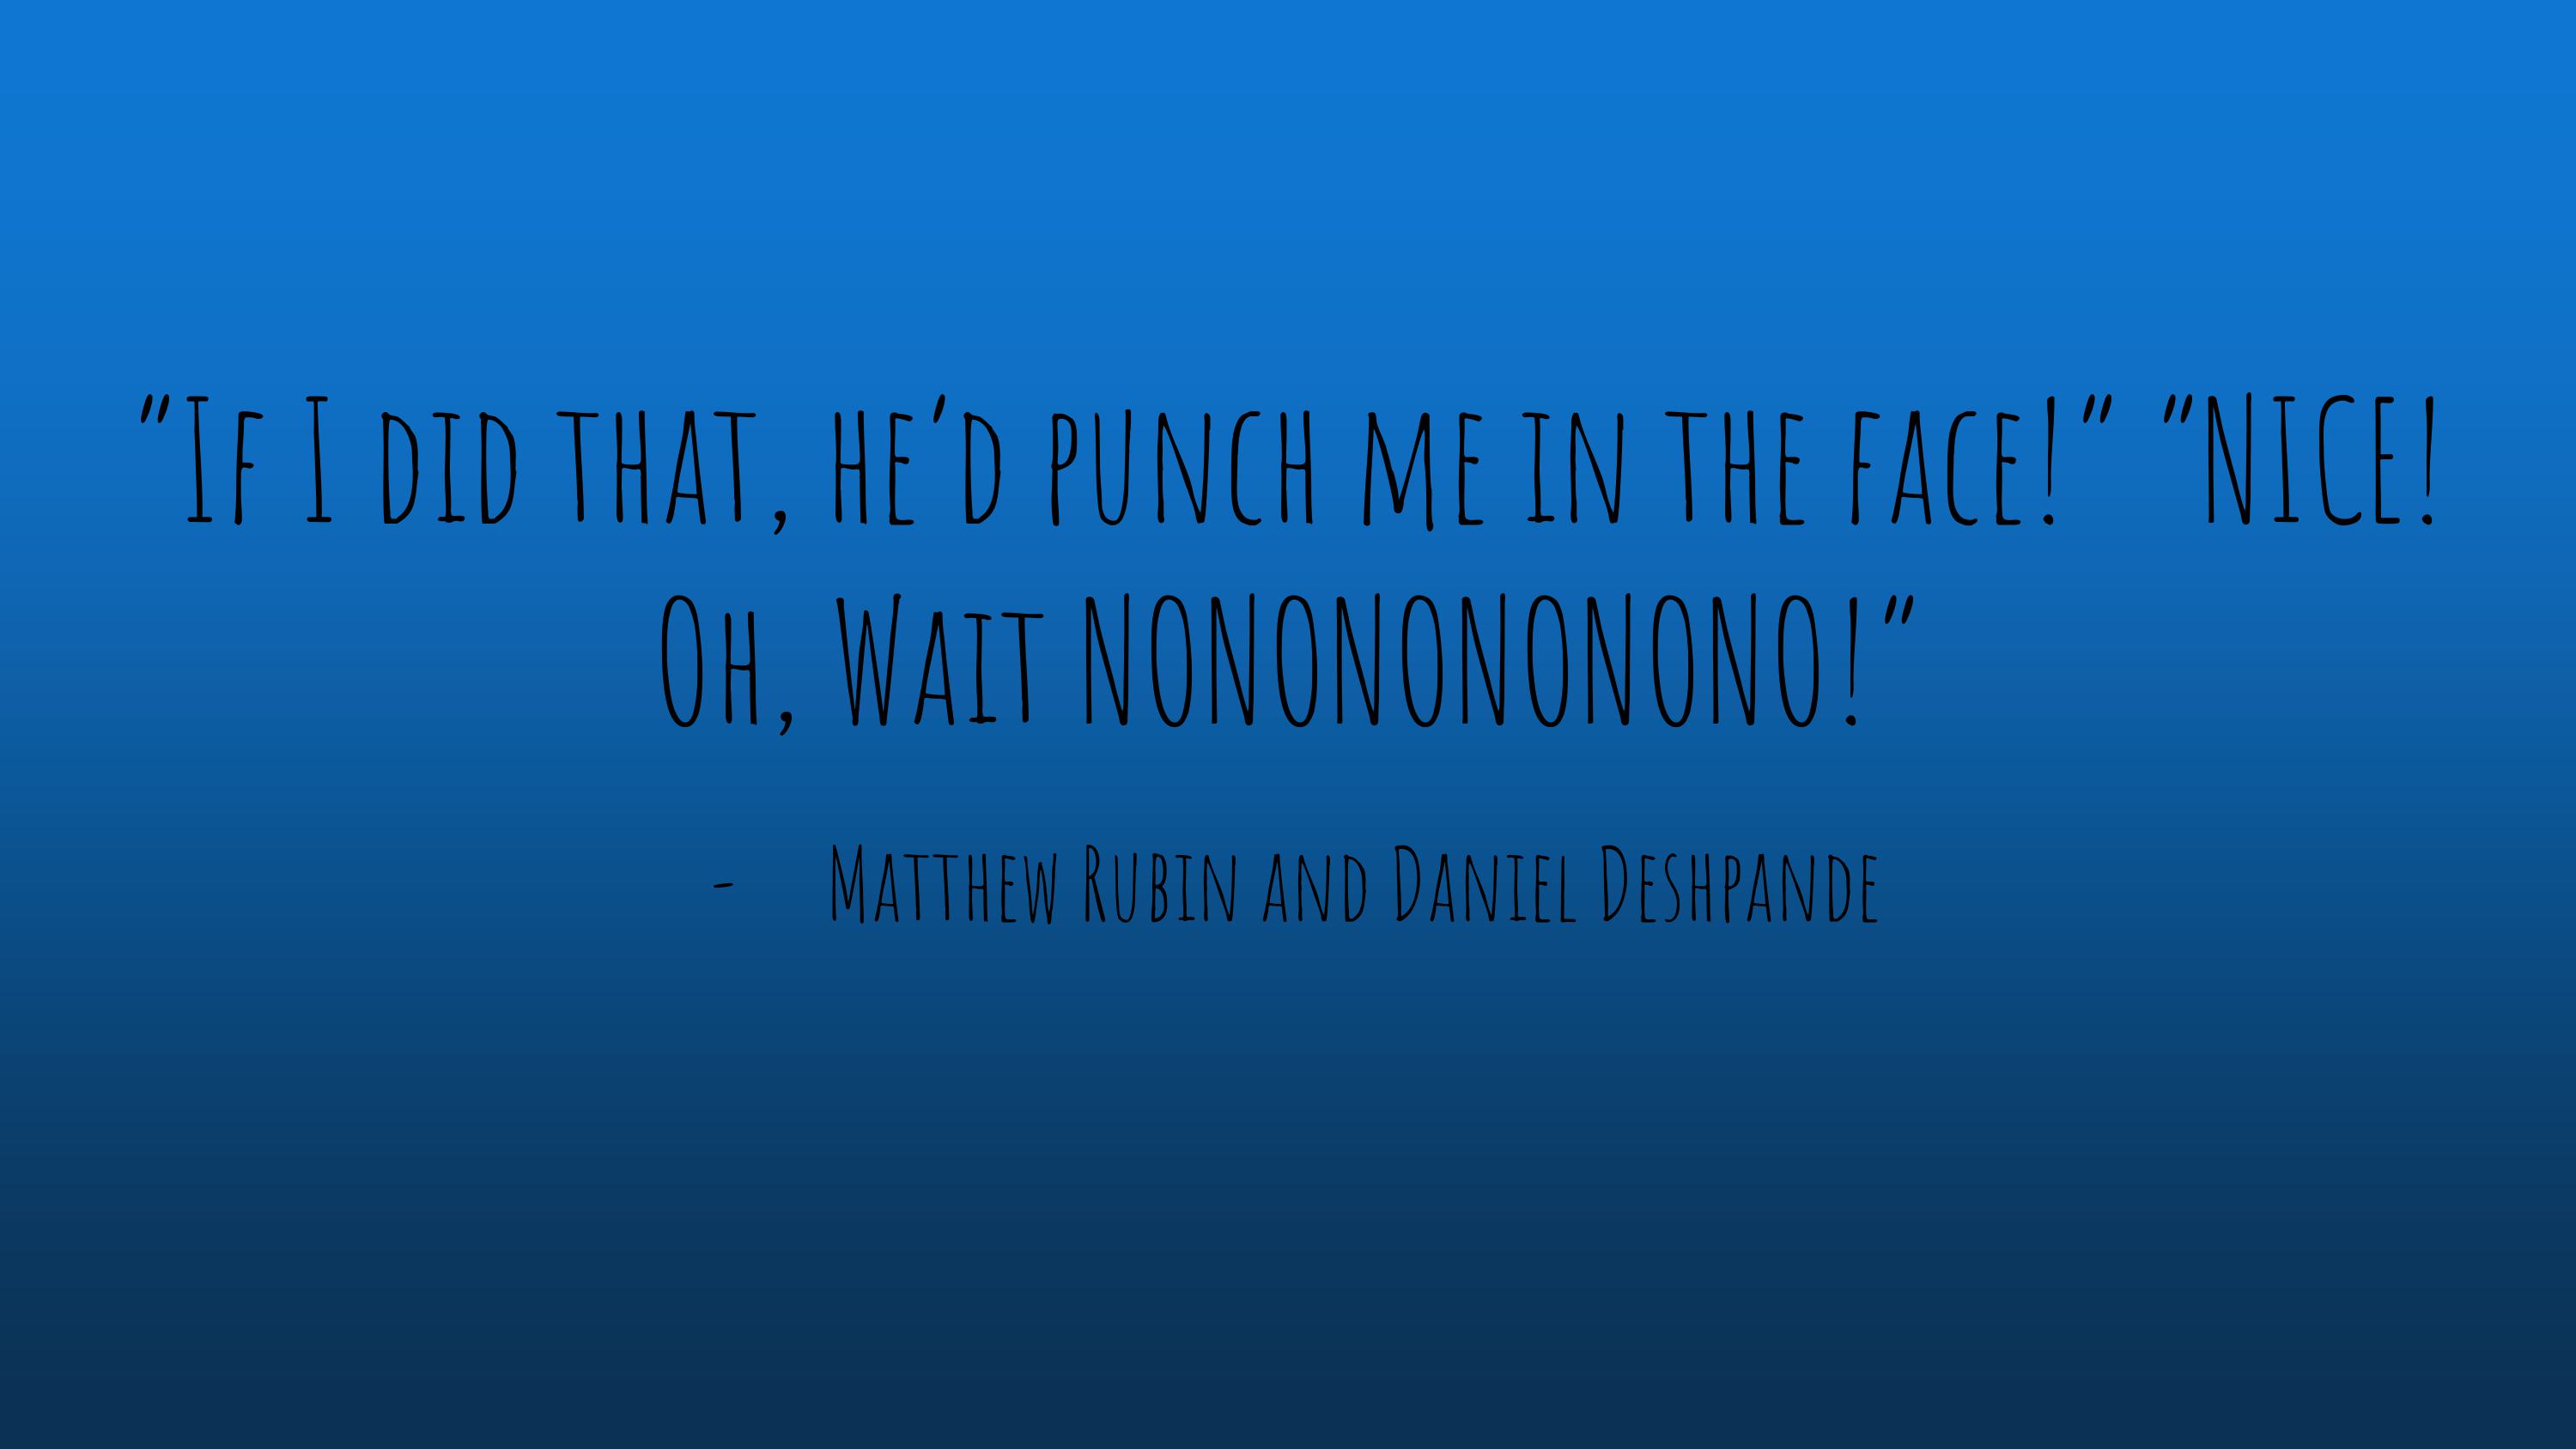 "If I did that, he'd punch me in the face!" "NICE!
Oh, Wait NONONONONONO!"
- Matthew Rubin and Daniel Deshpande